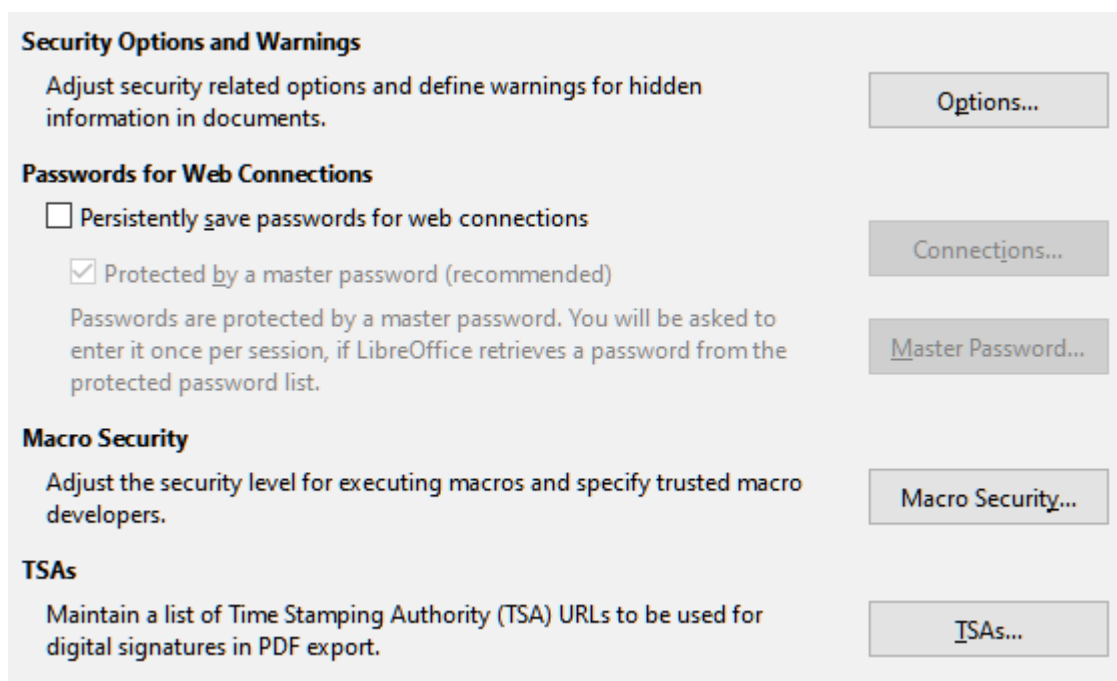 Security Options and Warnings
Adjust security related options and define warnings for hidden
information in documents.
Options...
Passwords for Web Connections
Persistently save passwords for web connections
Connections...
Protected by a master password (recommended)
Passwords are protected by a master password. You will be asked to
enter it once per session, if LibreOffice retrieves a password from the
protected password list.
Master Password...
Macro Security
Adjust the security level for executing macros and specify trusted macro
developers.
Macro Security...
TSAs
Maintain a list of Time Stamping Authority (TSA) URLs to be used for
digital signatures in PDF export.
TSAs...